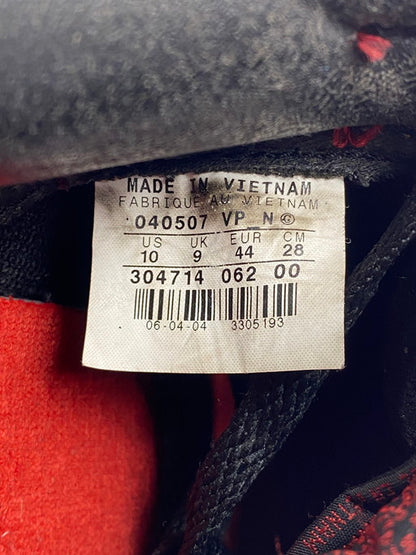 MADE IN VIETNAM
FABRIQUE AU VIETNAM
040507 VP_N ©
US UK EUR CM
10 9 44 28
304714 062 00
06-04-04 3305193